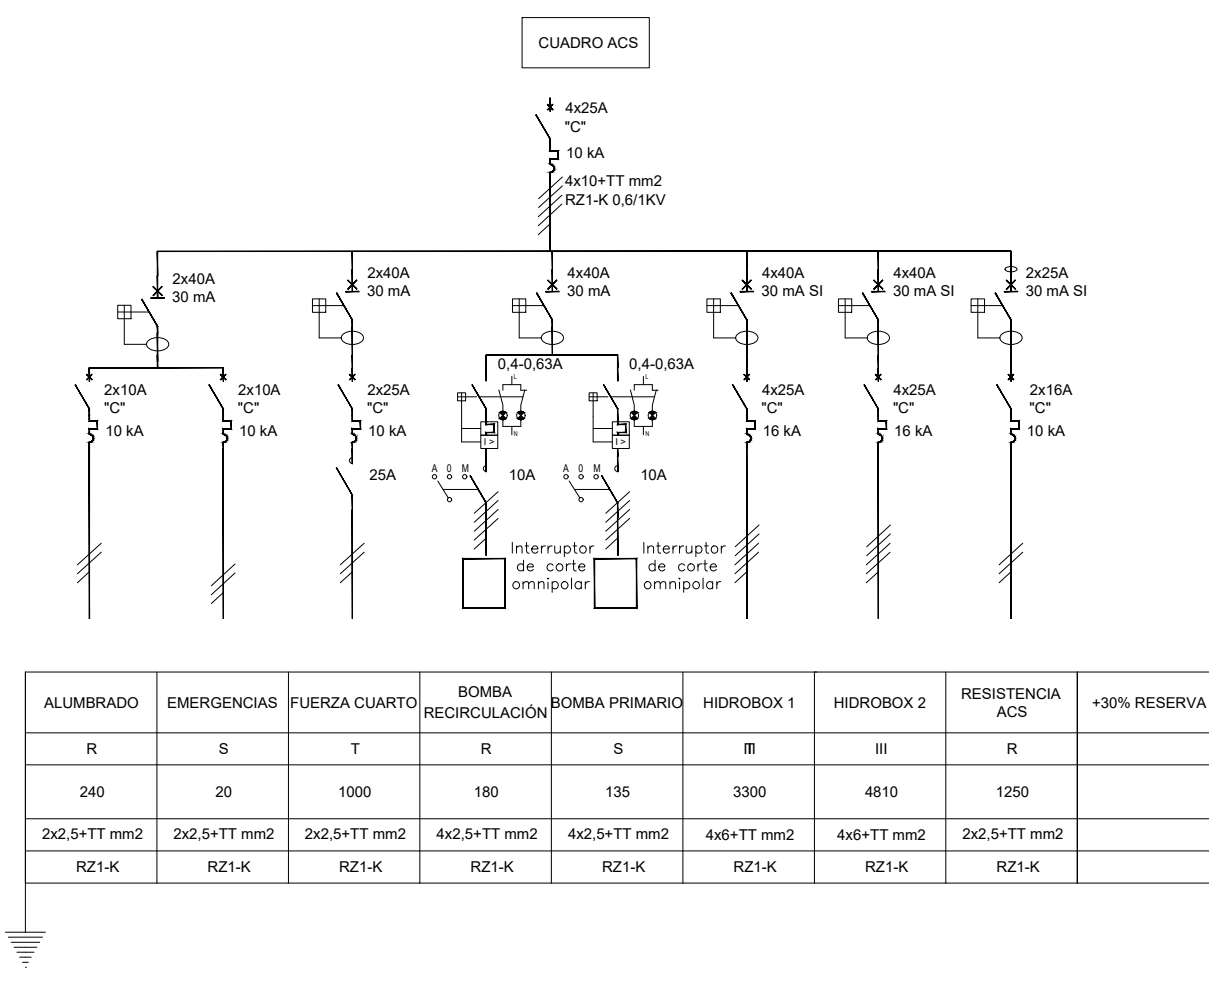 CUADRO ACS
4x25A
"C"
10 kA
4x10+TT mm2
RZ1-K 0,6/1KV
2x40A
30 mA
2x40A
30 mA
4x40A
30 mA
4x40A
30 mA SI
4x40A
30 mA SI
2x25A
30 mA SI
2x10A
"C"
10 kA
2x10A
"C"
10 kA
2x25A
"C"
10 kA
25A
0,4-0,63A
L
N
I >
A 0 M
10A
Interruptor
de corte
omnipolar
0,4-0,63A
L
N
I >
A 0 M
10A
Interruptor
de corte
omnipolar
4x25A
"C"
16 kA
4x25A
"C"
16 kA
2x16A
"C"
10 kA
ALUMBRADO
EMERGENCIAS
FUERZA CUARTO
BOMBA
RECIRCULACIÓN
BOMBA PRIMARIO
HIDROBOX 1
HIDROBOX 2
RESISTENCIA
ACS
+30% RESERVA
R
S
T
R
S
III
III
R
240
20
1000
180
135
3300
4810
1250
2x2,5+TT mm2
2x2,5+TT mm2
2x2,5+TT mm2
4x2,5+TT mm2
4x2,5+TT mm2
4x6+TT mm2
4x6+TT mm2
2x2,5+TT mm2
RZ1-K
RZ1-K
RZ1-K
RZ1-K
RZ1-K
RZ1-K
RZ1-K
RZ1-K